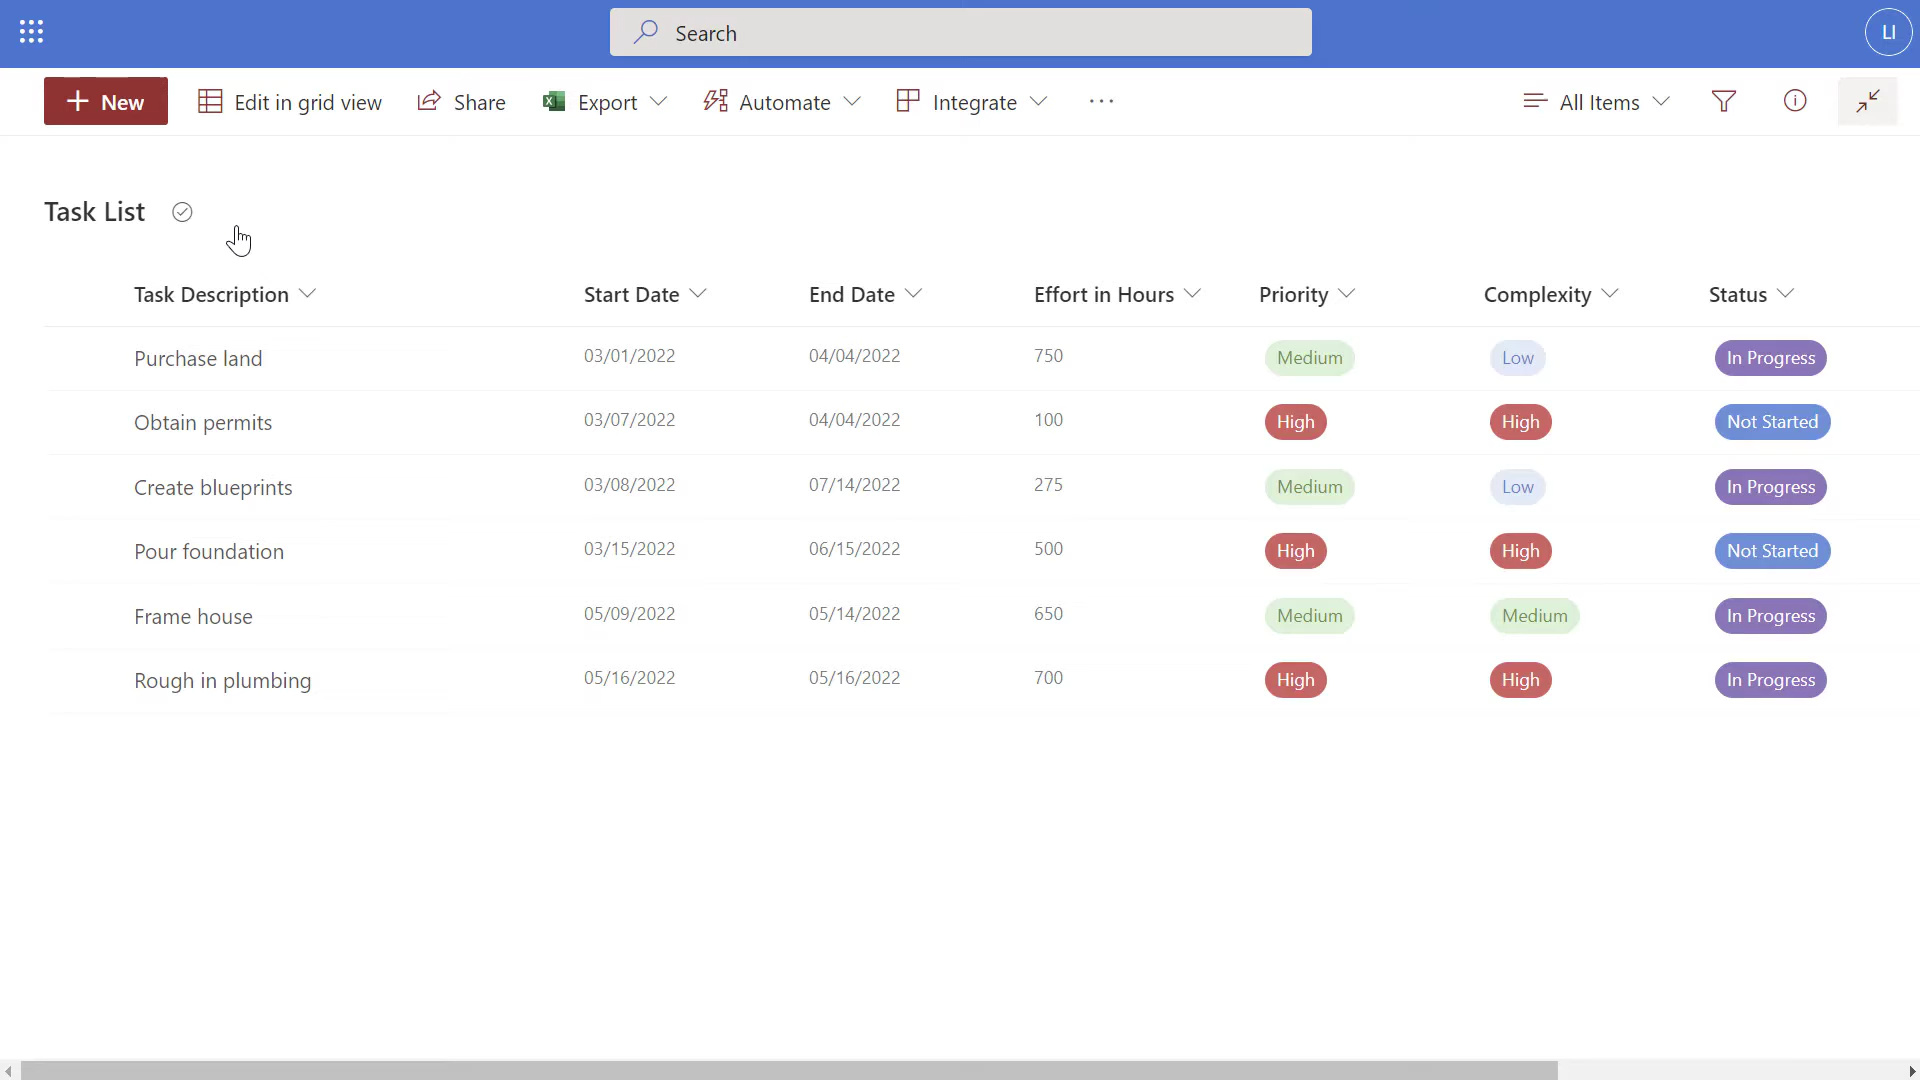 Search
LI
New Edit in grid view Share Export Automate Integrate ... All Items
Task List
Task Description Start Date End Date Effort in Hours Priority Complexity Status
Purchase land 03/01/2022 04/04/2022 750 Medium Low In Progress
Obtain permits 03/07/2022 04/04/2022 100 High High Not Started
Create blueprints 03/08/2022 07/14/2022 275 Medium Low In Progress
Pour foundation 03/15/2022 06/15/2022 500 High High Not Started
Frame house 05/09/2022 05/14/2022 650 Medium Medium In Progress
Rough in plumbing 05/16/2022 05/16/2022 700 High High In Progress